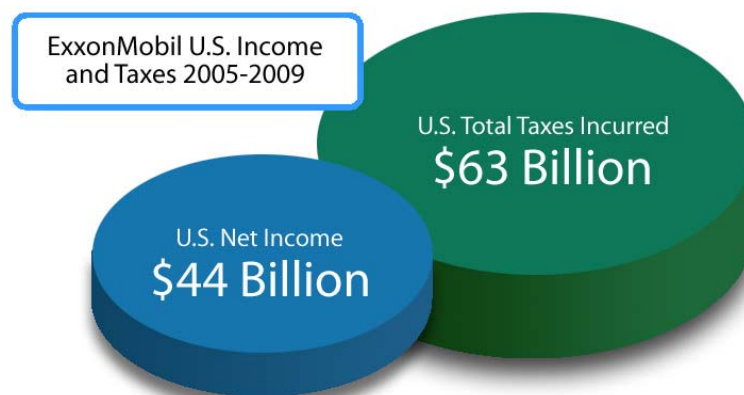 ExxonMobil U.S. Income
and Taxes 2005-2009
U.S. Total Taxes Incurred
$63 Billion
U.S. Net Income
$44 Billion